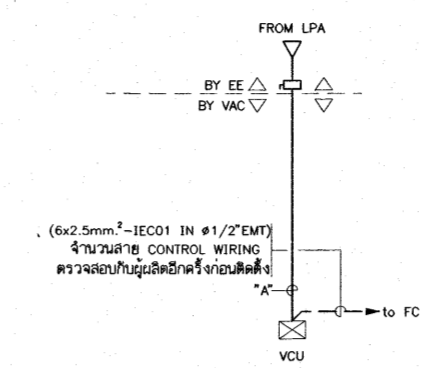 FROM LPA
BY EE
BY VAC
(6x2.5mm.²-IEC01 IN ø1/2"EMT)
จำนวนสาย CONTROL WIRING
ตรวจสอบกับผู้ผลิตอีกครั้งก่อนติดตั้ง
"A"
to FC
VCU